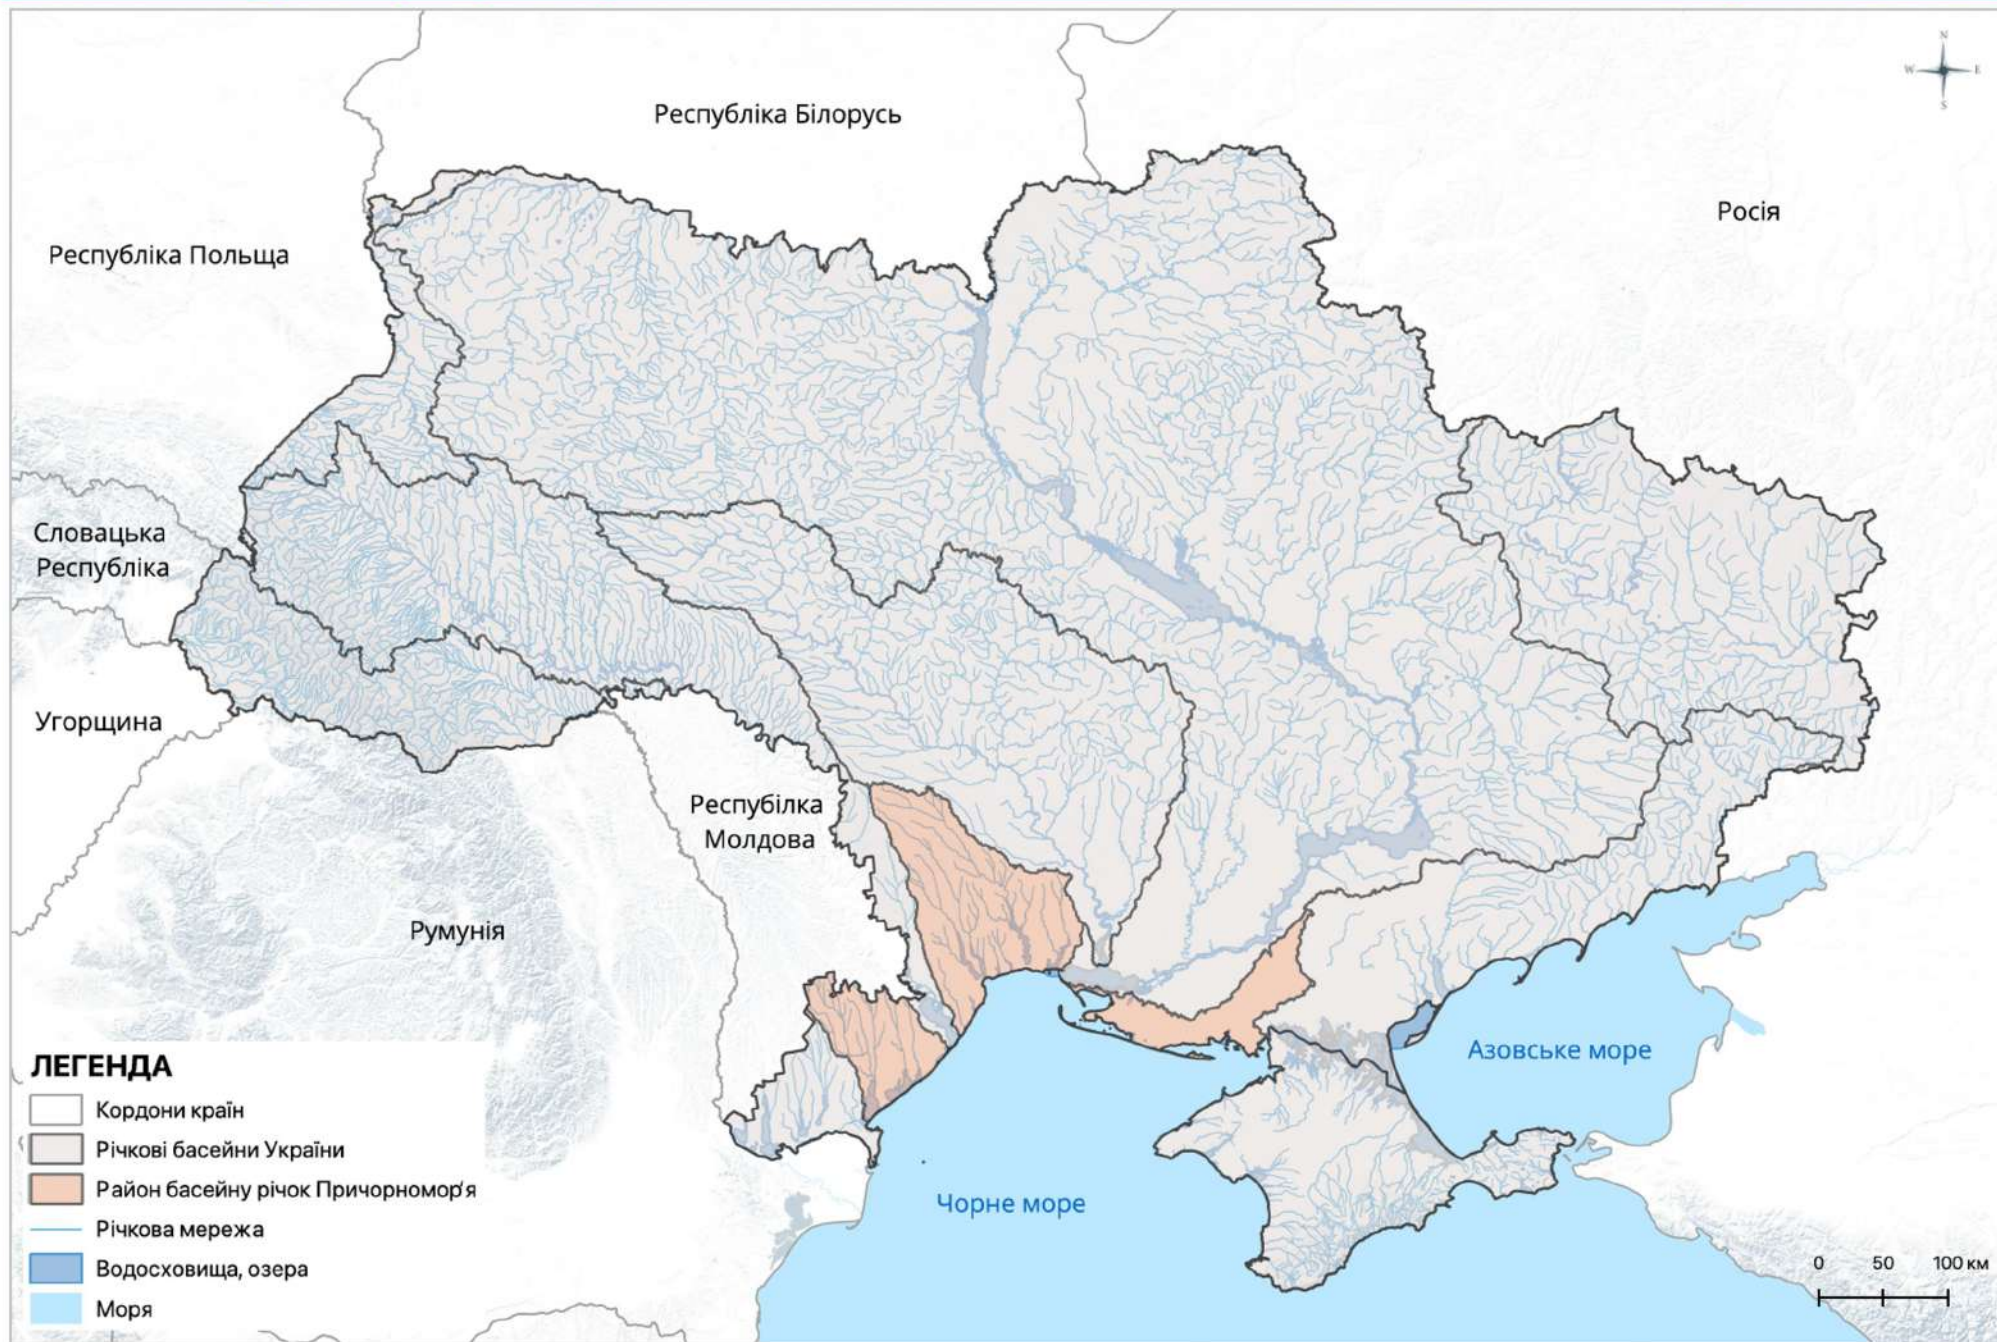 N
W E
S
Республіка Білорусь
Росія
Республіка Польща
Словацька
Республіка
Угорщина
Респубілка
Молдова
Румунія
Азовське море
Чорне море
ЛЕГЕНДА
Кордони країн
Річкові басейни України
Район басейну річок Причорномор'я
Річкова мережа
Водосховища, озера
Моря
0 50 100 км